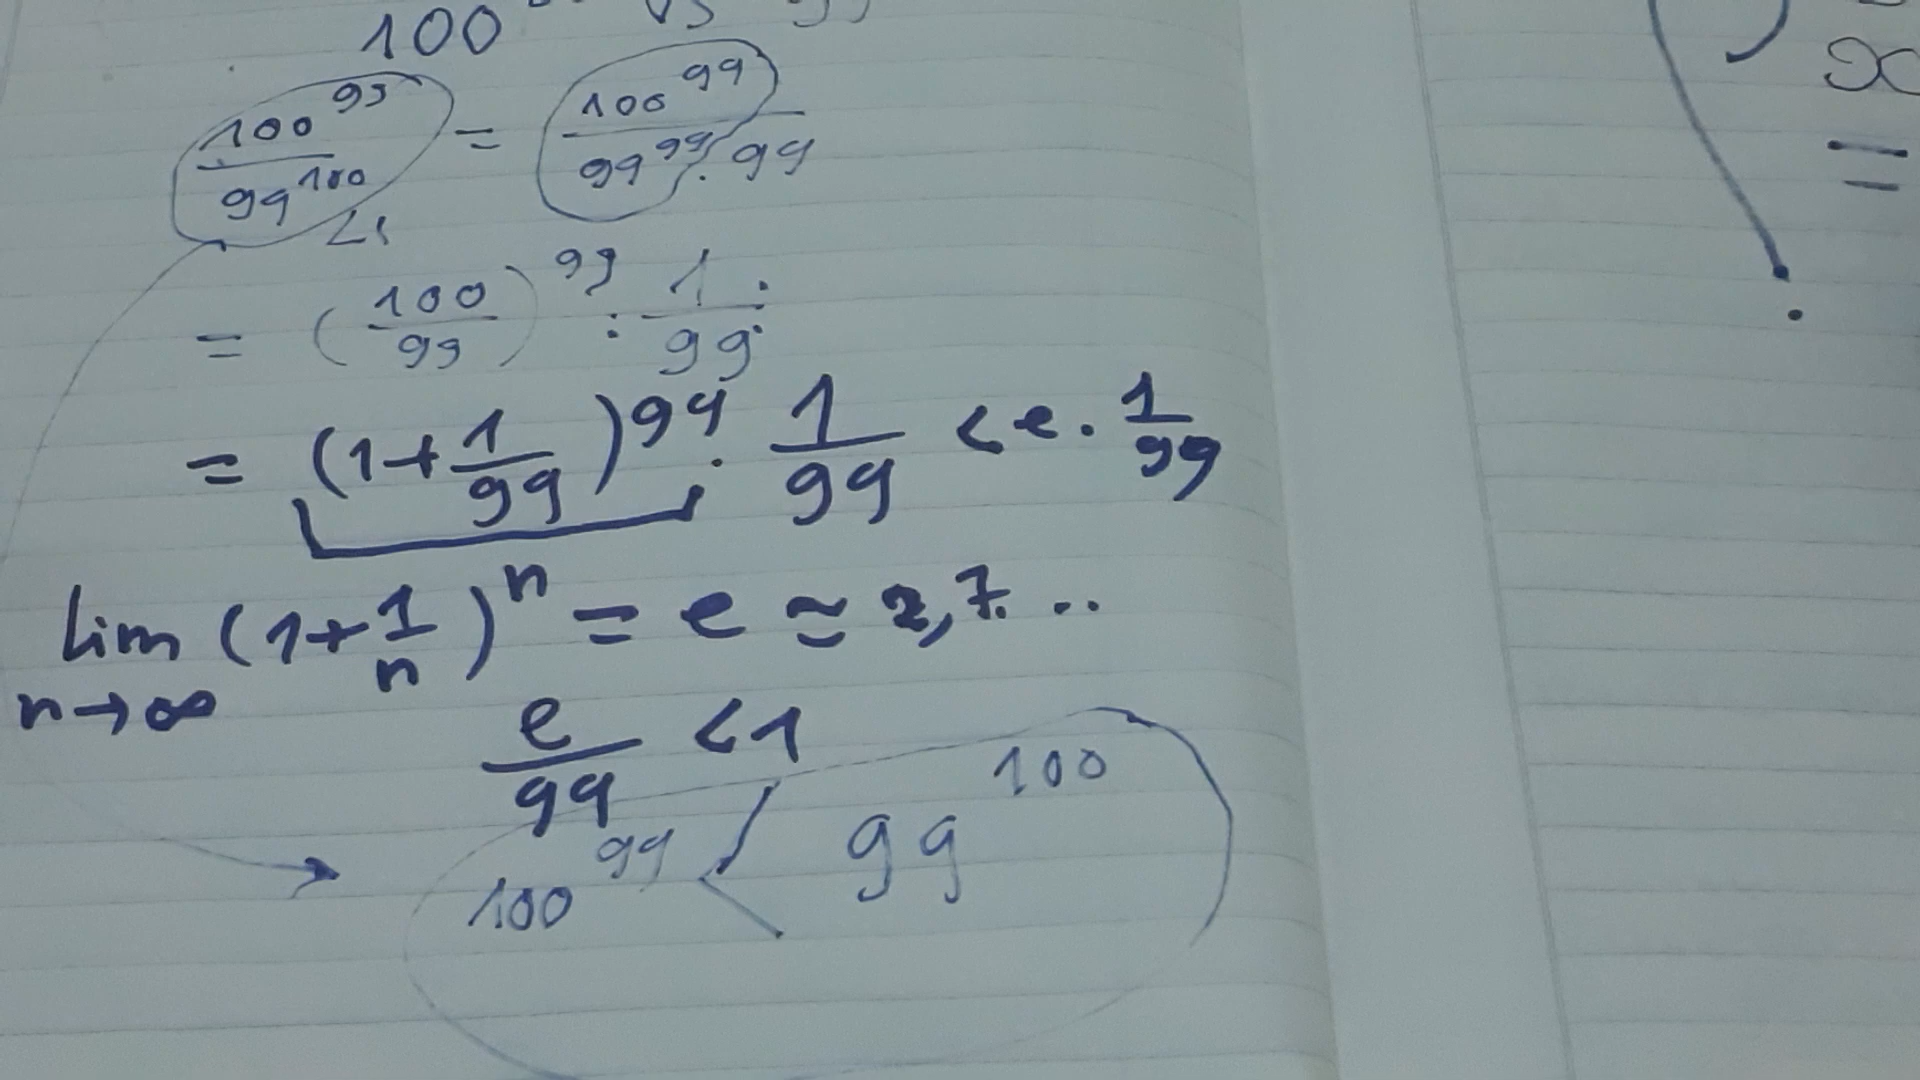 100 vs
100^99 / 99^100 = 100^99 / 99^99 . 99
<1
= (100/99)^99 : 1/99 :
= (1+1/99)^99 . 1/99 < e . 1/99
lim n→∞ (1+1/n)^n = e ≃ 2,7...
e/99 <1
100^99 < 99^100